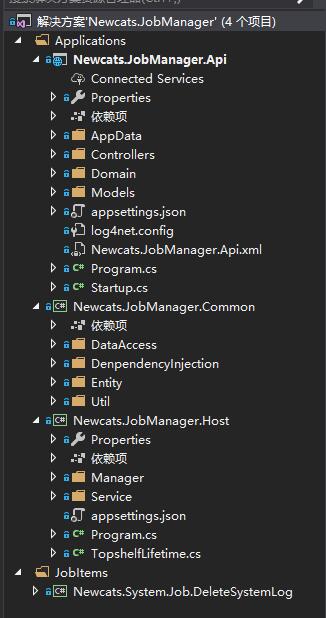 解决方案'Newcats.JobManager' (4 个项目)
Applications
Newcats.JobManager.Api
Connected Services
Properties
依赖项
AppData
Controllers
Domain
Models
appsettings.json
log4net.config
Newcats.JobManager.Api.xml
Program.cs
Startup.cs
Newcats.JobManager.Common
依赖项
DataAccess
DenpendencyInjection
Entity
Util
Newcats.JobManager.Host
Properties
依赖项
Manager
Service
appsettings.json
Program.cs
TopshelfLifetime.cs
JobItems
Newcats.System.Job.DeleteSystemLog